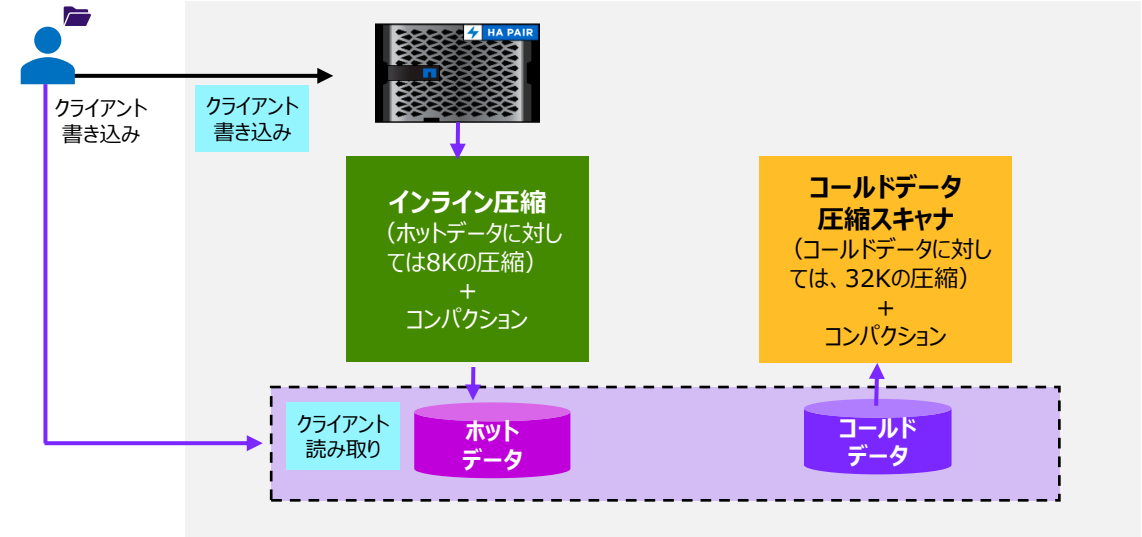 HA PAIR
クライアント
書き込み
クライアント
書き込み
インライン圧縮
（ホットデータに対し
ては8Kの圧縮）
+
コンパクション
コールドデータ
圧縮スキャナ
（コールドデータに対し
ては、32Kの圧縮）
+
コンパクション
クライアント
読み取り
ホット
データ
コールド
データ